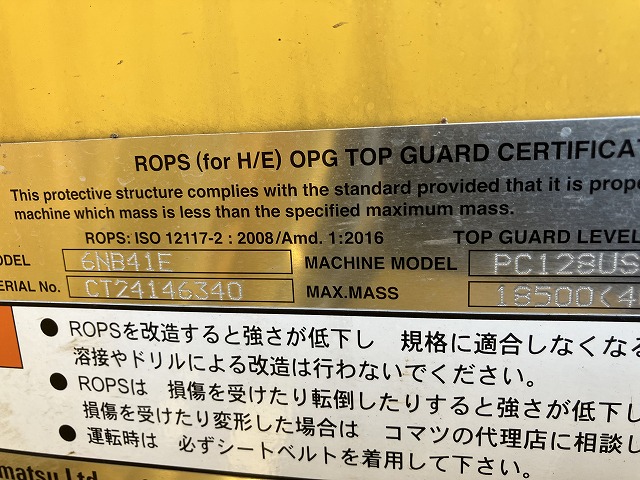 ROPS (for H/E) OPG TOP GUARD CERTIFICAT
This protective structure complies with the standard provided that it is prope
machine which mass is less than the specified maximum mass.
ROPS: ISO 12117-2 : 2008/Amd. 1:2016 TOP GUARD LEVEL
ODEL 6NB41E MACHINE MODEL PC128US
ERIAL No. CT24146340 MAX.MASS 18500(4
● ROPSを改造すると強さが低下し 規格に適合しなくなる
溶接やドリルによる改造は行わないでください。
● ROPSは 損傷を受けたり転倒したりすると強さが低下し
損傷を受けたり変形した場合は コマツの代理店に相談し
● 運転時は 必ずシートベルトを着用して下さい。
matsu Ltd.